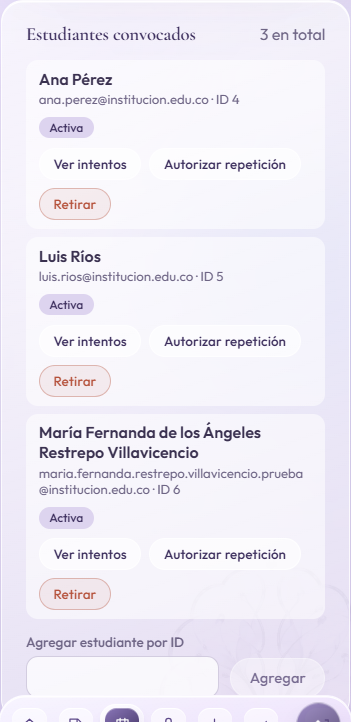 Estudiantes convocados 3 en total
Ana Pérez
ana.perez@institucion.edu.co · ID 4
Activa
Ver intentos Autorizar repetición
Retirar
Luis Ríos
luis.rios@institucion.edu.co · ID 5
Activa
Ver intentos Autorizar repetición
Retirar
María Fernanda de los Ángeles
Restrepo Villavicencio
maria.fernanda.restrepo.villavicencio.prueba
@institucion.edu.co · ID 6
Activa
Ver intentos Autorizar repetición
Retirar
Agregar estudiante por ID
Agregar